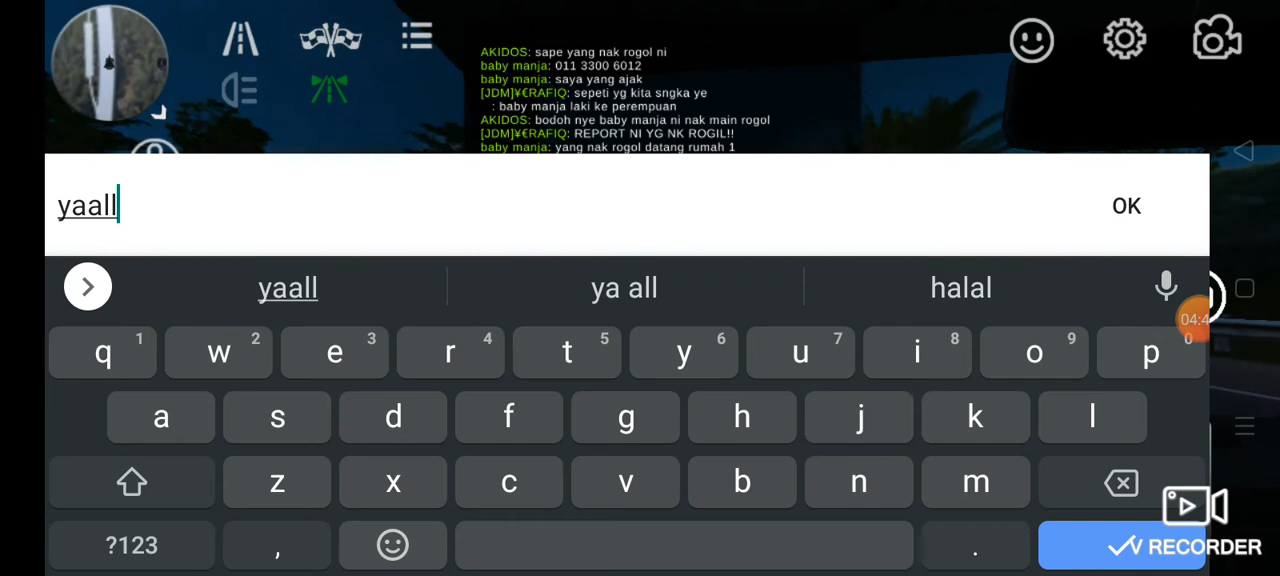 AKIDOS: sape yang nak rogol ni
baby manja: 011 3300 6012
baby manja: saya yang ajak
[JDM]¥€RAFIQ: sepeti yg kita sngka ye
: baby manja laki ke perempuan
AKIDOS: bodoh nye baby manja ni nak main rogol
[JDM]¥€RAFIQ: REPORT NI YG NK ROGIL!!
baby manja: yang nak rogol datang rumah 1
yaall
OK
yaall ya all halal
04:4
q 1 w 2 e 3 r 4 t 5 y 6 u 7 i 8 o 9 p 0
a s d f g h j k l
z x c v b n m
?123 , .
V RECORDER